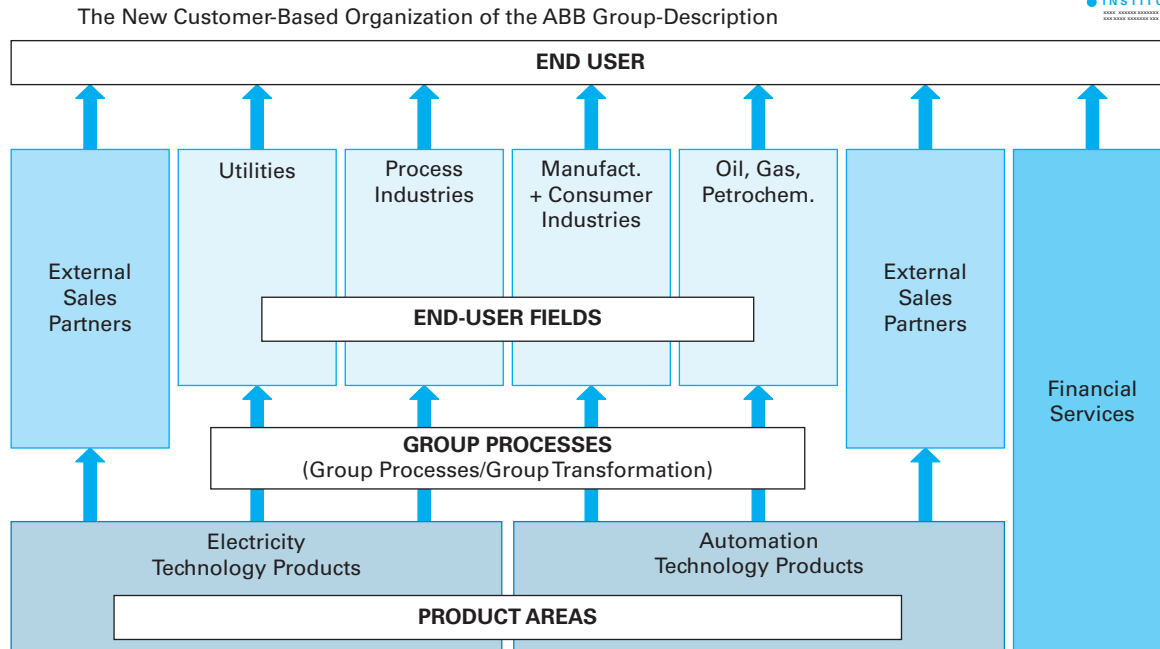 The New Customer-Based Organization of the ABB Group-Description
END USER
External
Sales
Partners
Utilities
Process
Industries
Manufact.
+ Consumer
Industries
Oil, Gas,
Petrochem.
External
Sales
Partners
Financial
Services
END-USER FIELDS
GROUP PROCESSES
(Group Processes/Group Transformation)
Electricity
Technology Products
Automation
Technology Products
PRODUCT AREAS